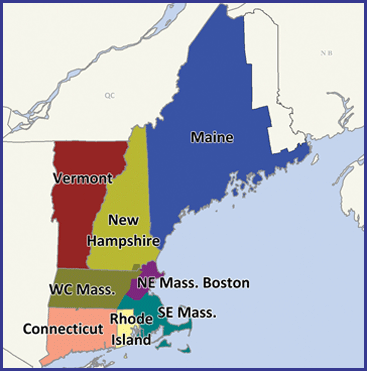 QC
NB
Maine
Vermont
New
Hampshire
WC Mass.
NE Mass. Boston
Connecticut
Rhode
Island
SE Mass.